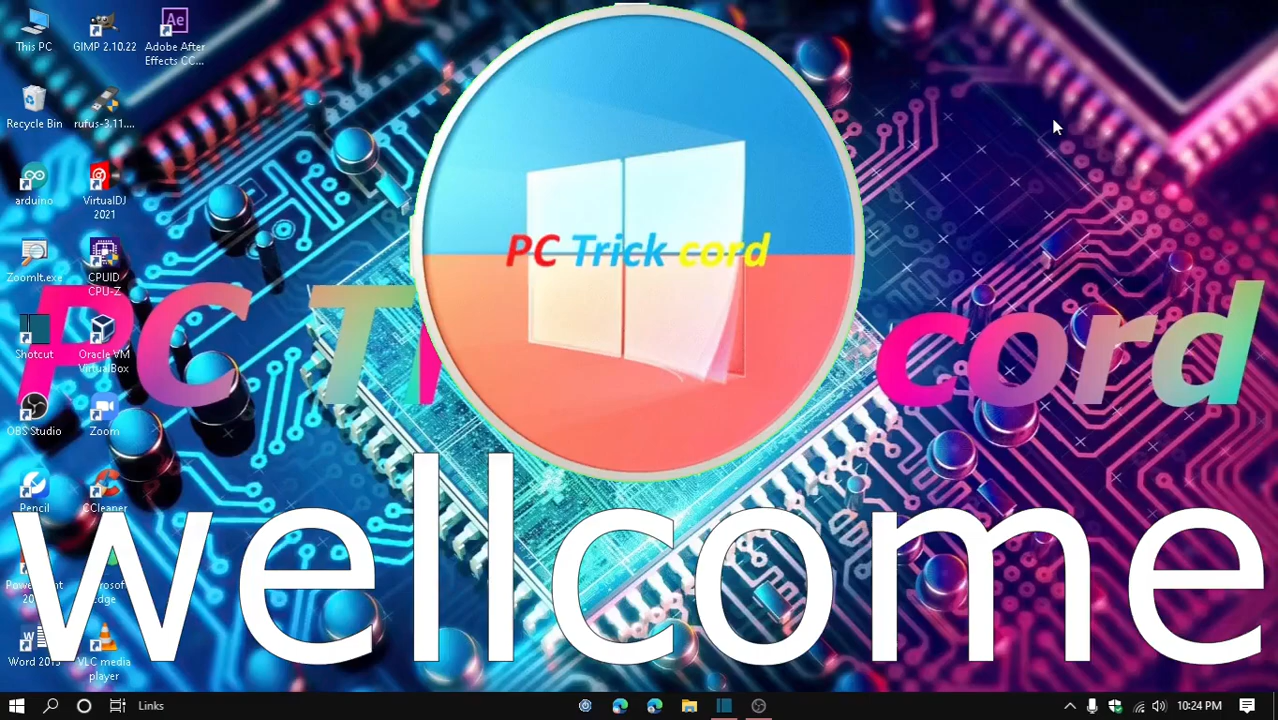 This PC
GIMP 2.10.22
Adobe After
Effects CC...
Recycle Bin
rufus-3.11....
arduino
VirtualDJ
2021
ZoomIt.exe
CPUID
CPU-Z
PC Trick cord
Shotcut
Oracle VM
VirtualBox
PC T
cord
OBS Studio
Zoom
Pencil
CCleaner
wellcome
Edge
Word 2013
VLC media
player
Links
10:24 PM